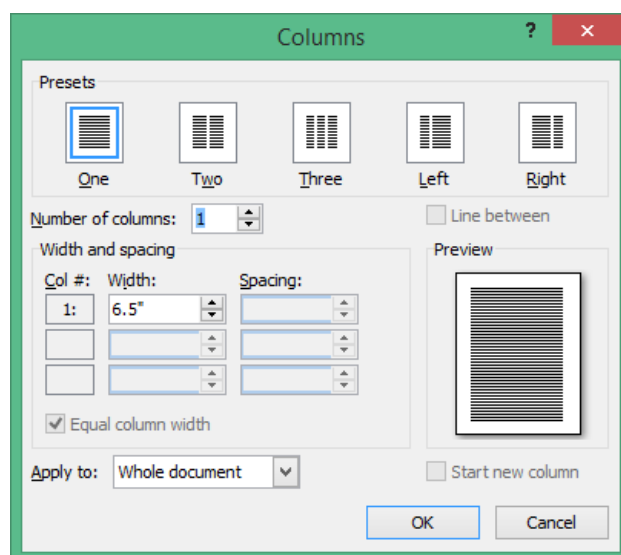 Columns ? ×
Presets
One Two Three Left Right
Number of columns: 1 Line between
Width and spacing Preview
Col #: Width: Spacing:
1: 6.5"
Equal column width
Apply to: Whole document Start new column
OK Cancel